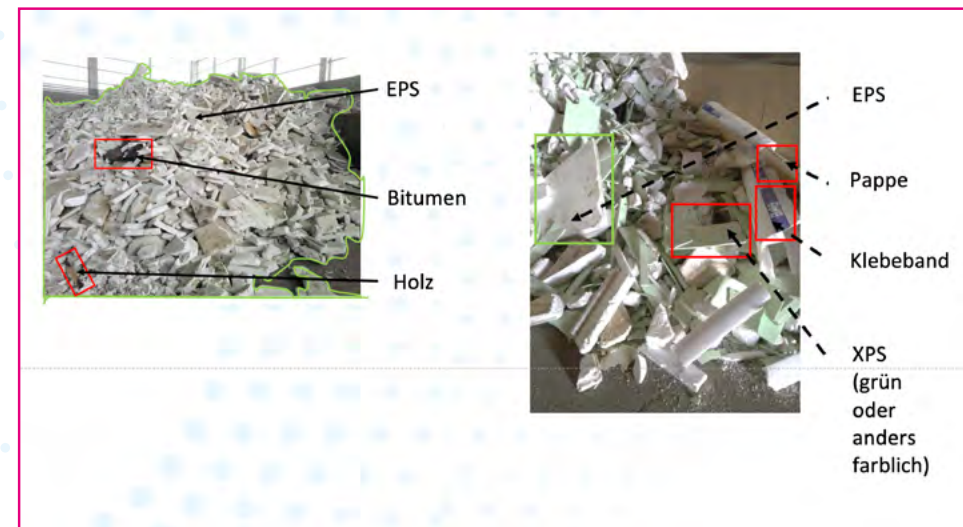 EPS
Bitumen
Holz
EPS
Pappe
Klebeband
XPS
(grün
oder
anders
farblich)